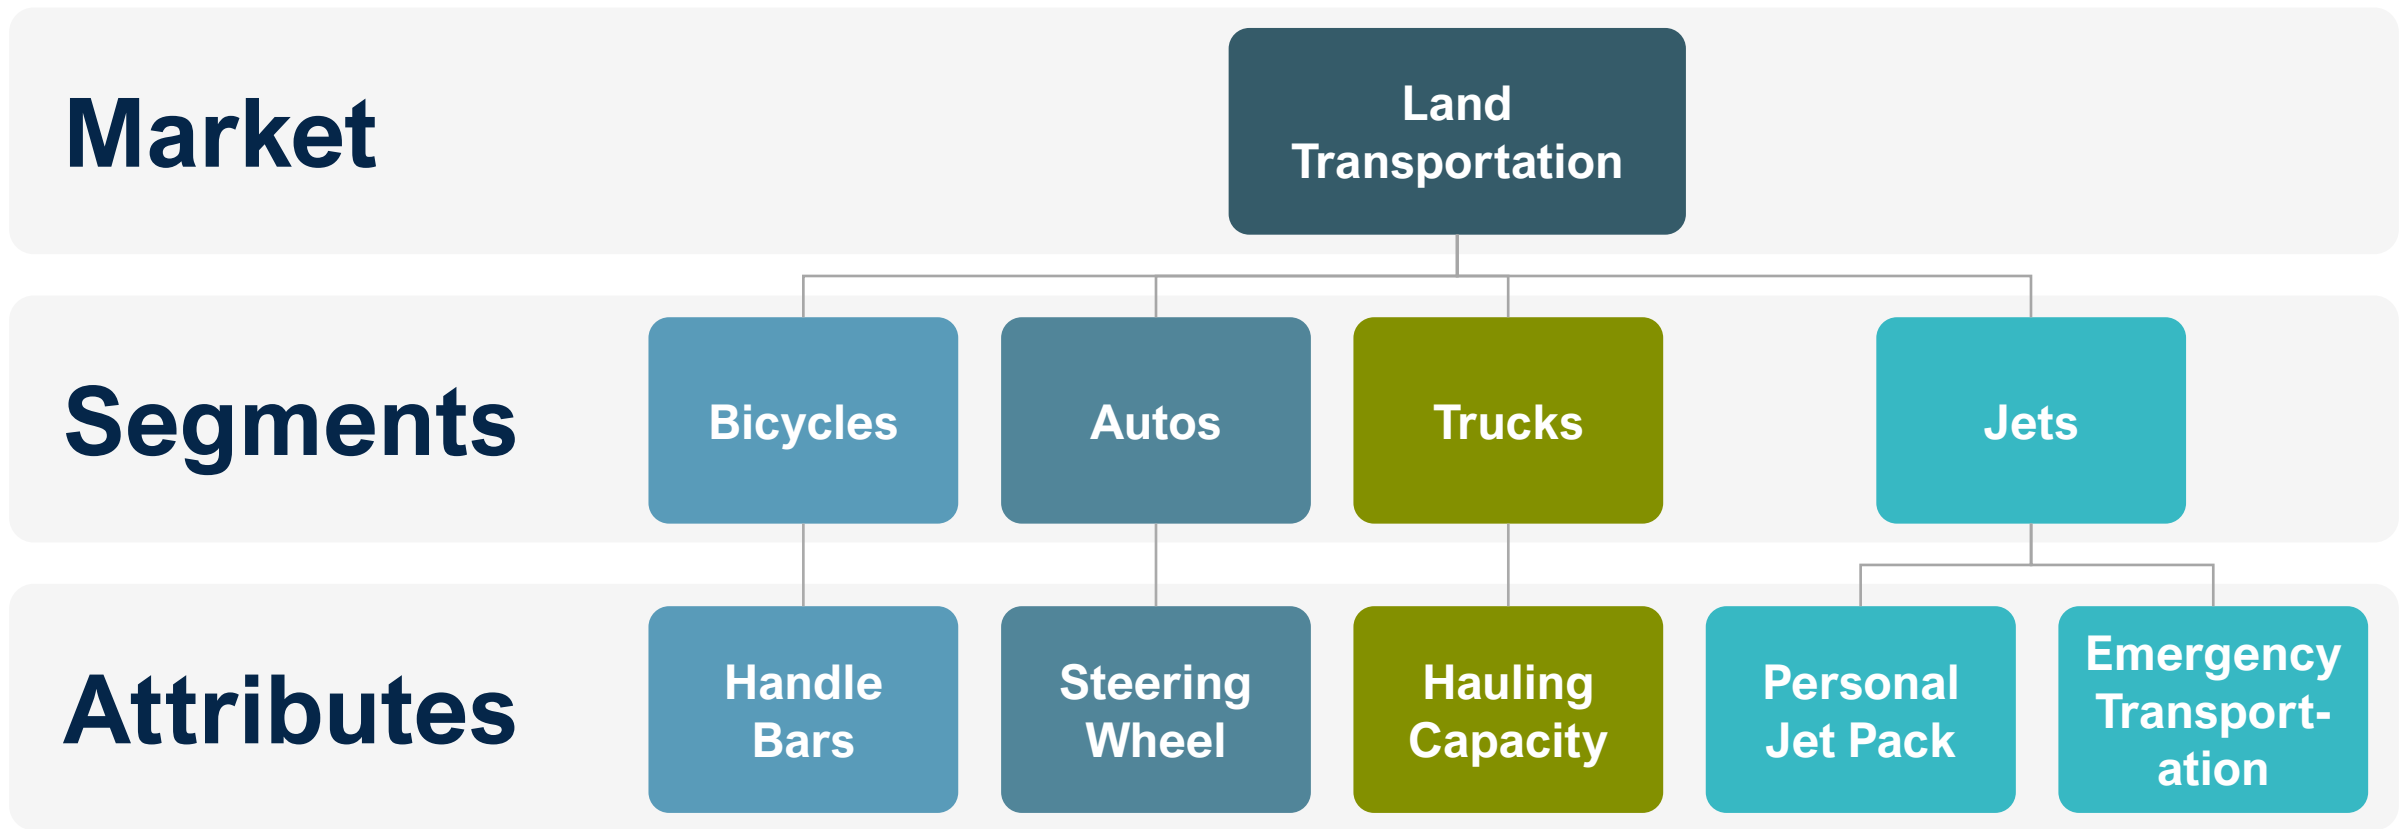 Market
Land
Transportation
Segments
Bicycles
Autos
Trucks
Jets
Attributes
Handle
Bars
Steering
Wheel
Hauling
Capacity
Personal
Jet Pack
Emergency
Transport-
ation